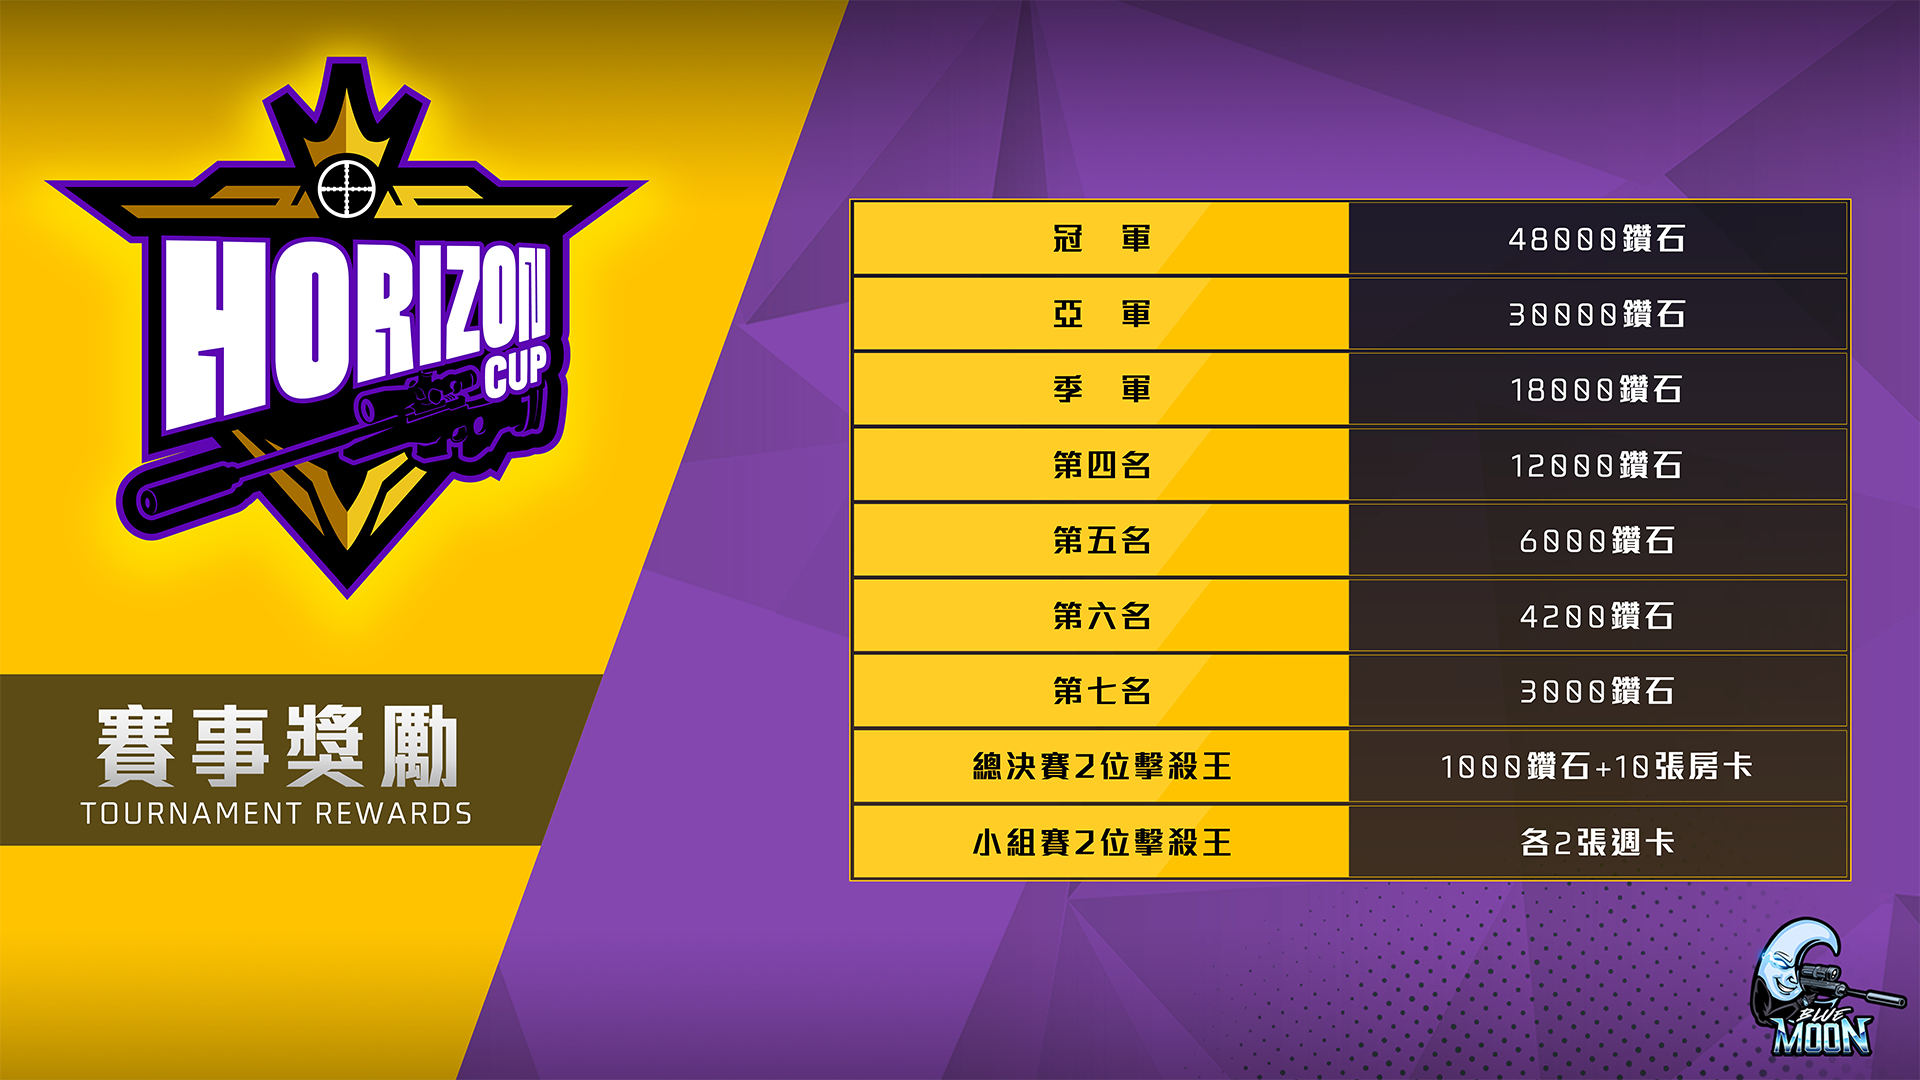 HORIZON
CUP
賽事獎勵
TOURNAMENT REWARDS
冠 軍 48000鑽石
亞 軍 30000鑽石
季 軍 18000鑽石
第四名 12000鑽石
第五名 6000鑽石
第六名 4200鑽石
第七名 3000鑽石
總決賽2位擊殺王 1000鑽石+10張房卡
小組賽2位擊殺王 各2張週卡
BLUE
MOON